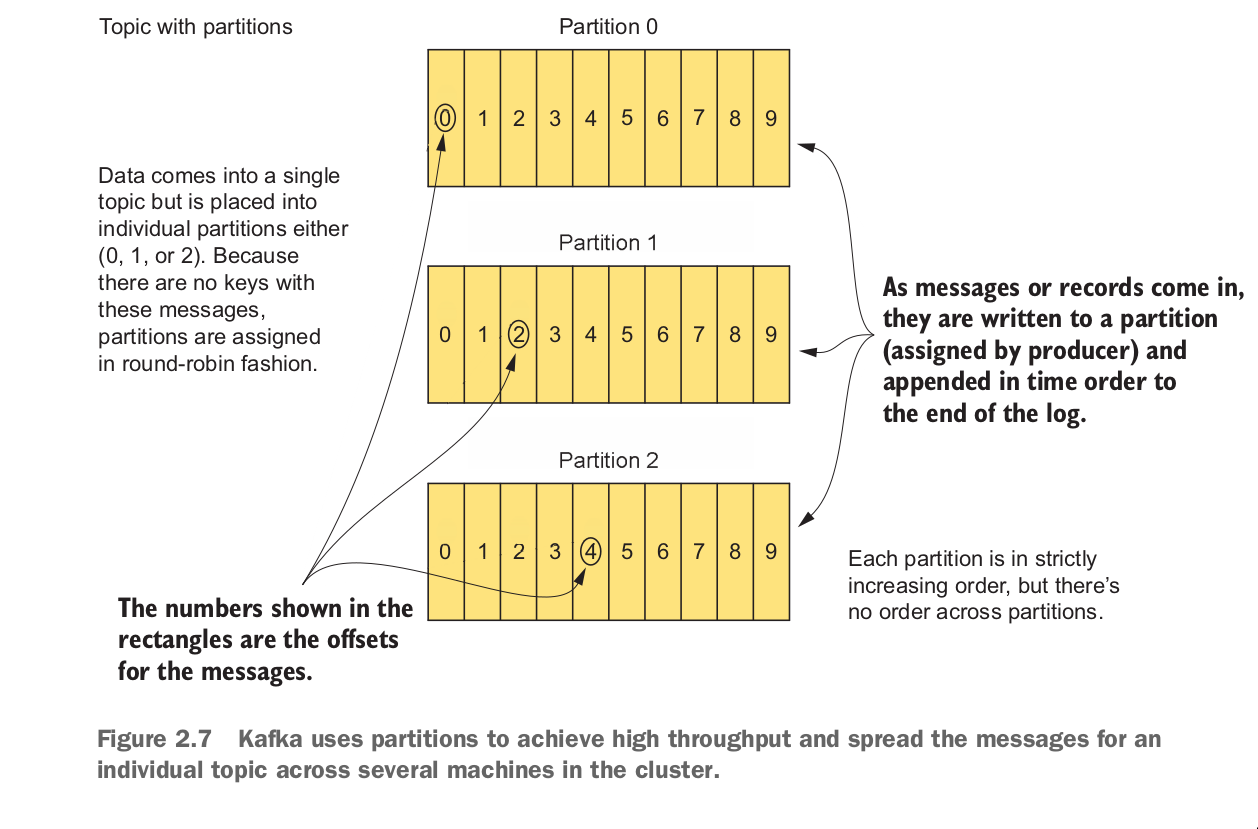 Topic with partitions
Partition 0
0 1 2 3 4 5 6 7 8 9
Data comes into a single
topic but is placed into
individual partitions either
(0, 1, or 2). Because
there are no keys with
these messages,
partitions are assigned
in round-robin fashion.
Partition 1
0 1 2 3 4 5 6 7 8 9
As messages or records come in,
they are written to a partition
(assigned by producer) and
appended in time order to
the end of the log.
Partition 2
0 1 2 3 4 5 6 7 8 9
Each partition is in strictly
increasing order, but there's
no order across partitions.
The numbers shown in the
rectangles are the offsets
for the messages.
Figure 2.7 Kafka uses partitions to achieve high throughput and spread the messages for an
individual topic across several machines in the cluster.